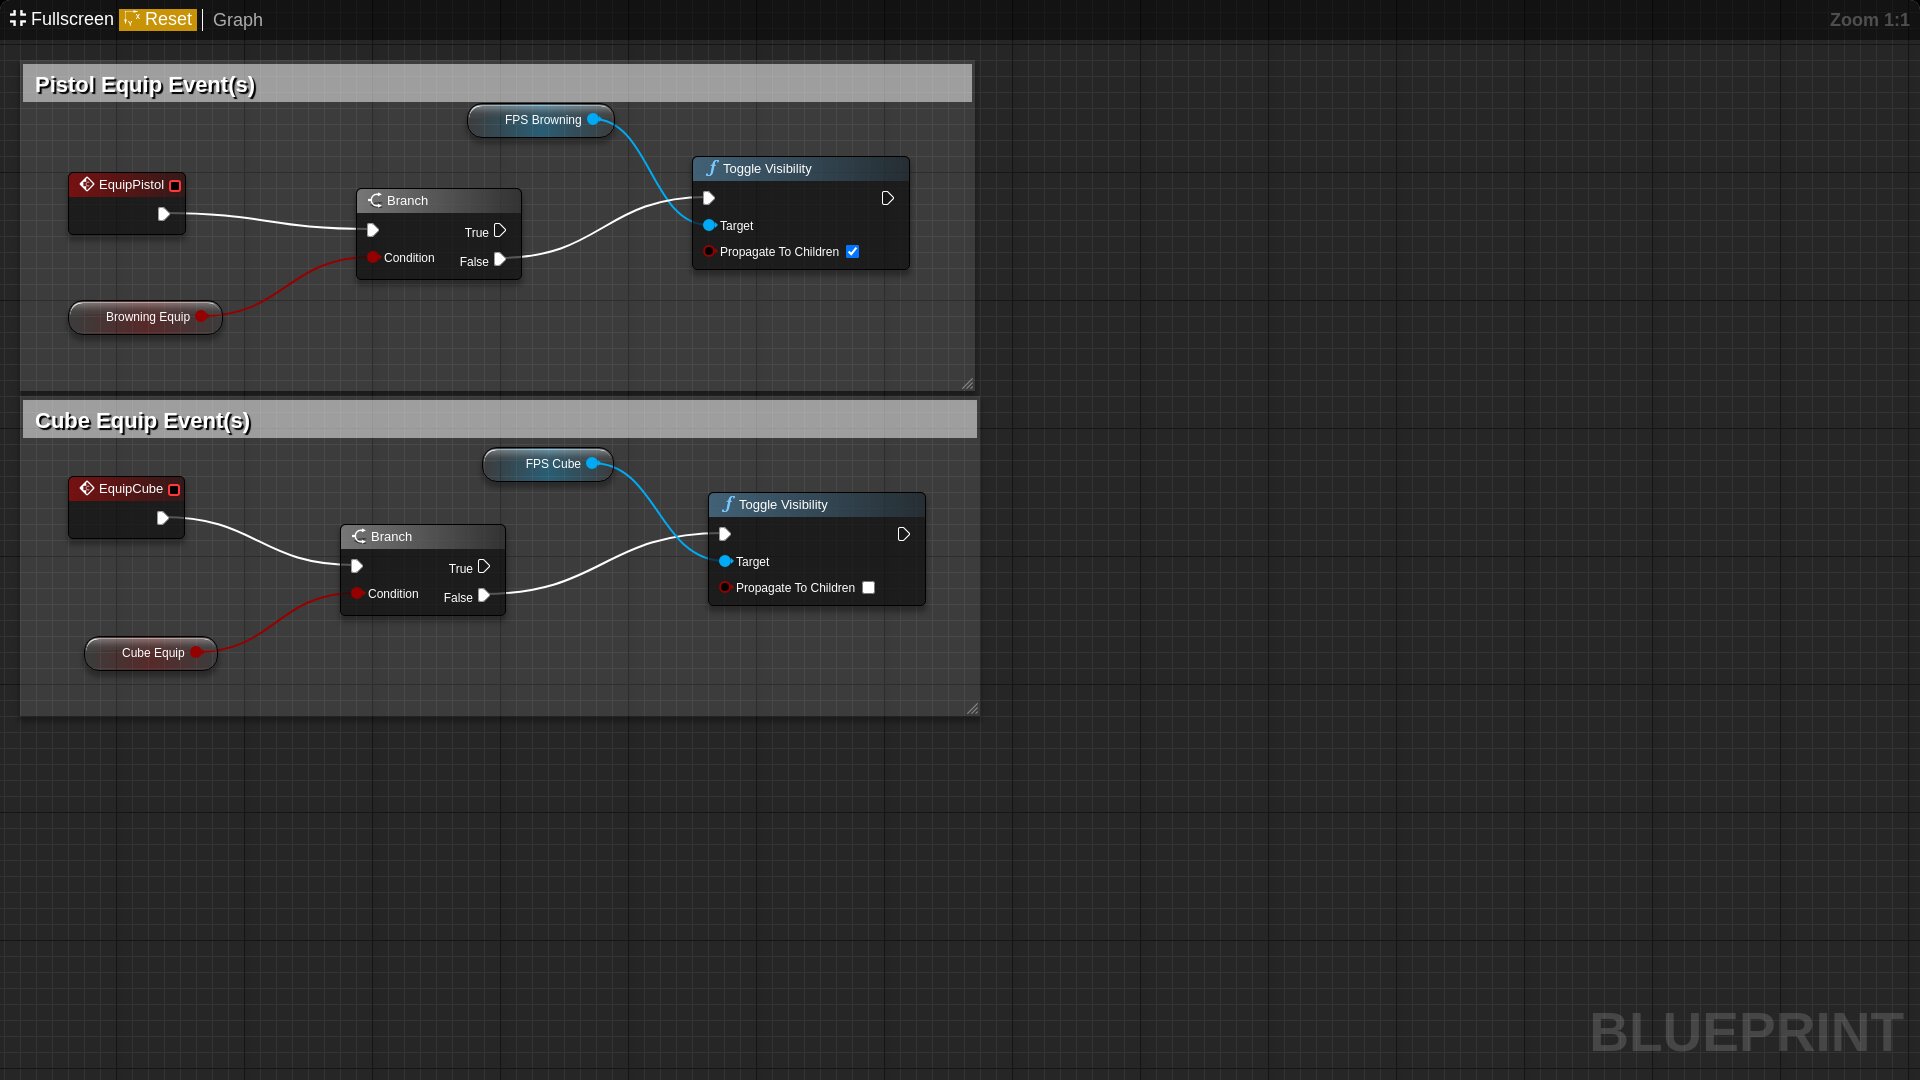 Fullscreen Reset Graph Zoom 1:1
Pistol Equip Event(s)
FPS Browning
Toggle Visibility
EquipPistol
Branch
True
Target
Condition
False
Propagate To Children
Browning Equip
Cube Equip Event(s)
FPS Cube
EquipCube
Toggle Visibility
Branch
True
Target
Condition
False
Propagate To Children
Cube Equip
BLUEPRINT